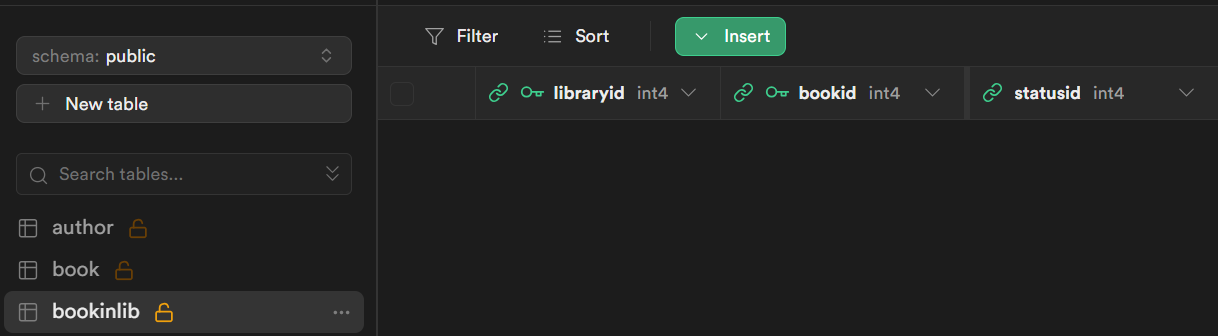 schema: public
New table
Search tables...
author
book
bookinlib
Filter Sort Insert
libraryid int4 bookid int4 statusid int4